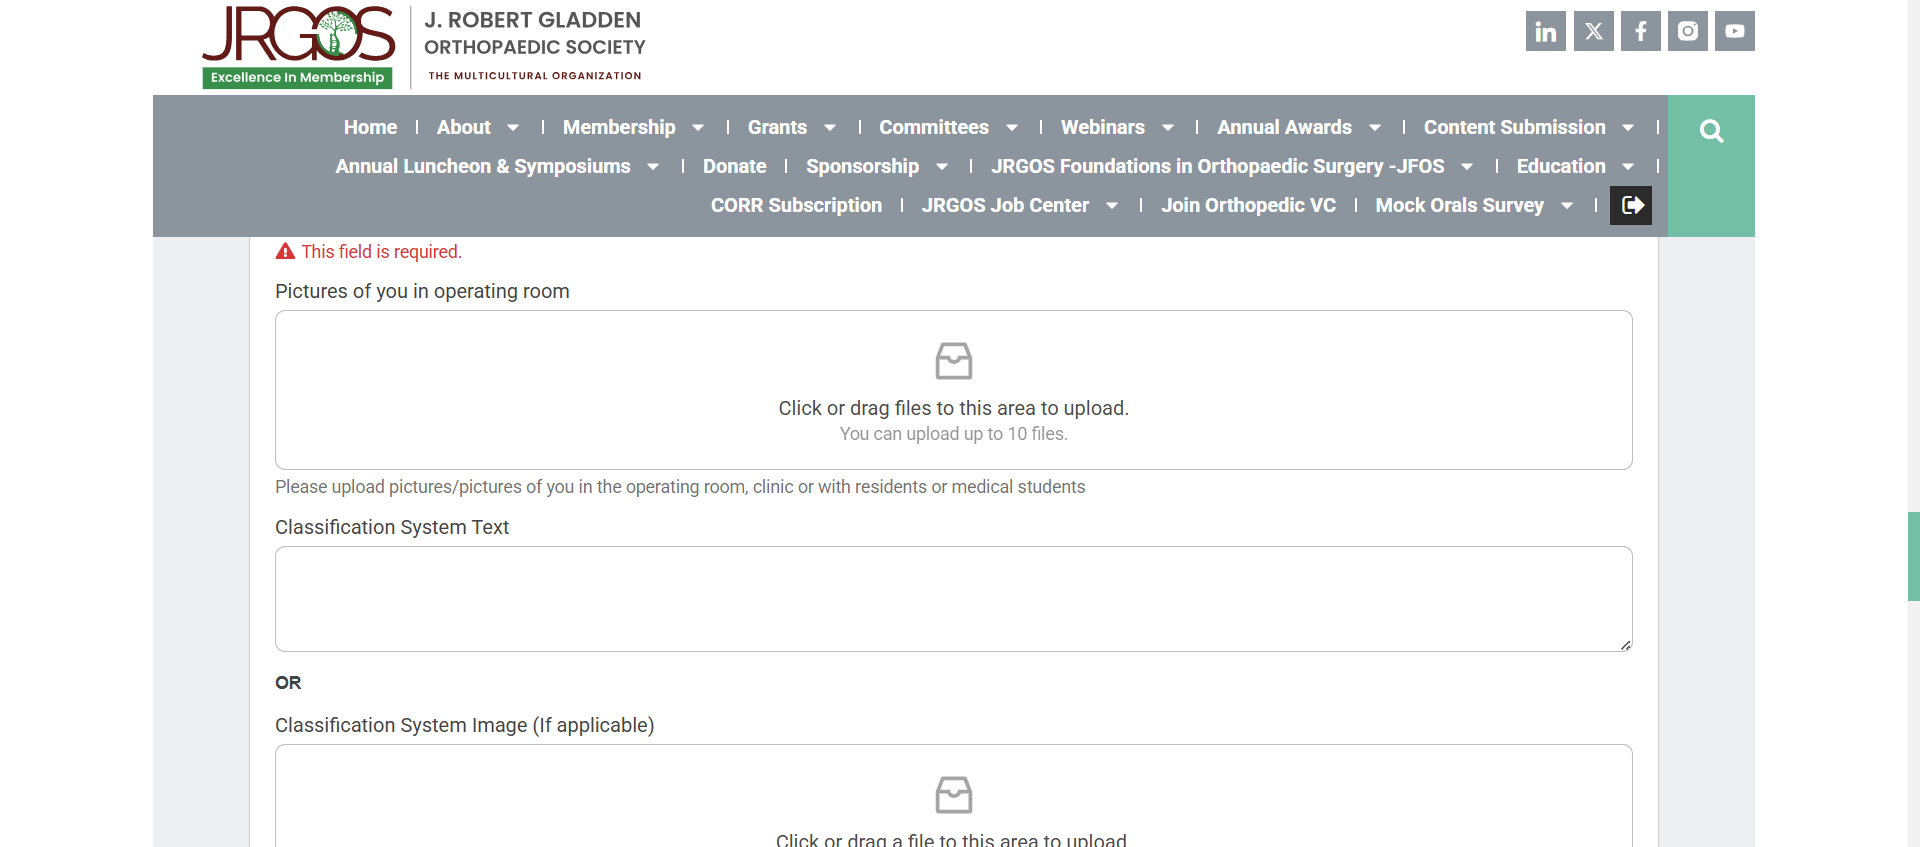 JRGOS
Excellence In Membership
J. ROBERT GLADDEN
ORTHOPAEDIC SOCIETY
THE MULTICULTURAL ORGANIZATION
Home | About | Membership | Grants | Committees | Webinars | Annual Awards | Content Submission |
Annual Luncheon & Symposiums | Donate | Sponsorship | JRGOS Foundations in Orthopaedic Surgery -JFOS | Education |
CORR Subscription | JRGOS Job Center | Join Orthopedic VC | Mock Orals Survey |
This field is required.
Pictures of you in operating room
Click or drag files to this area to upload.
You can upload up to 10 files.
Please upload pictures/pictures of you in the operating room, clinic or with residents or medical students
Classification System Text
OR
Classification System Image (If applicable)
Click or drag a file to this area to upload.